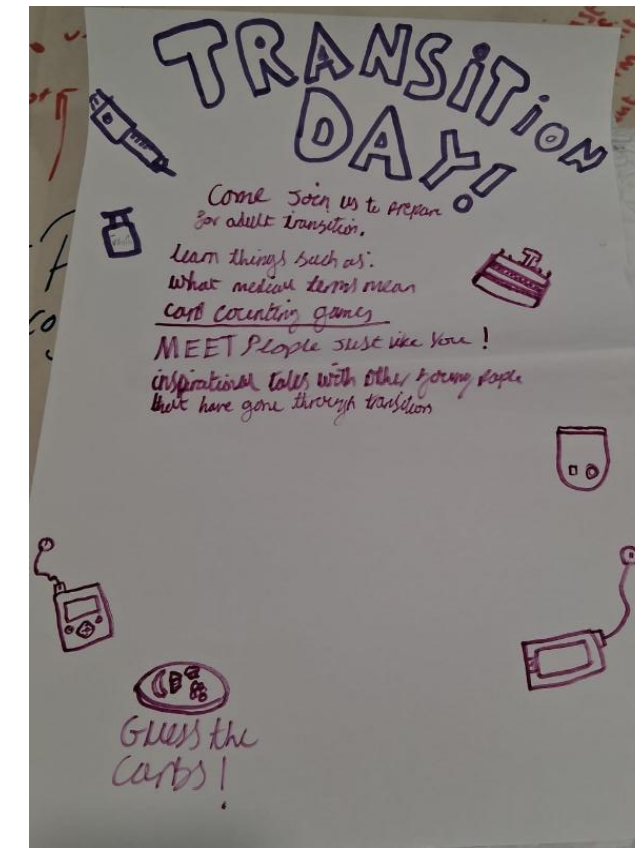 TRANSITION
DAY!
Come Join us to prepare
for adult transition.
learn things such as:
what medical terms mean
carb counting games
MEET People Just like You!
inspirational tales with other young people
that have gone through transition
Guess the
Carbs!